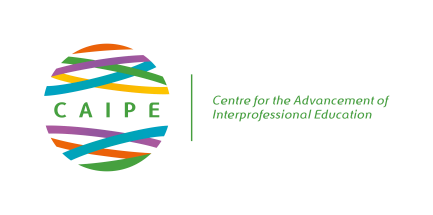 CAIPE
Centre for the Advancement of
Interprofessional Education